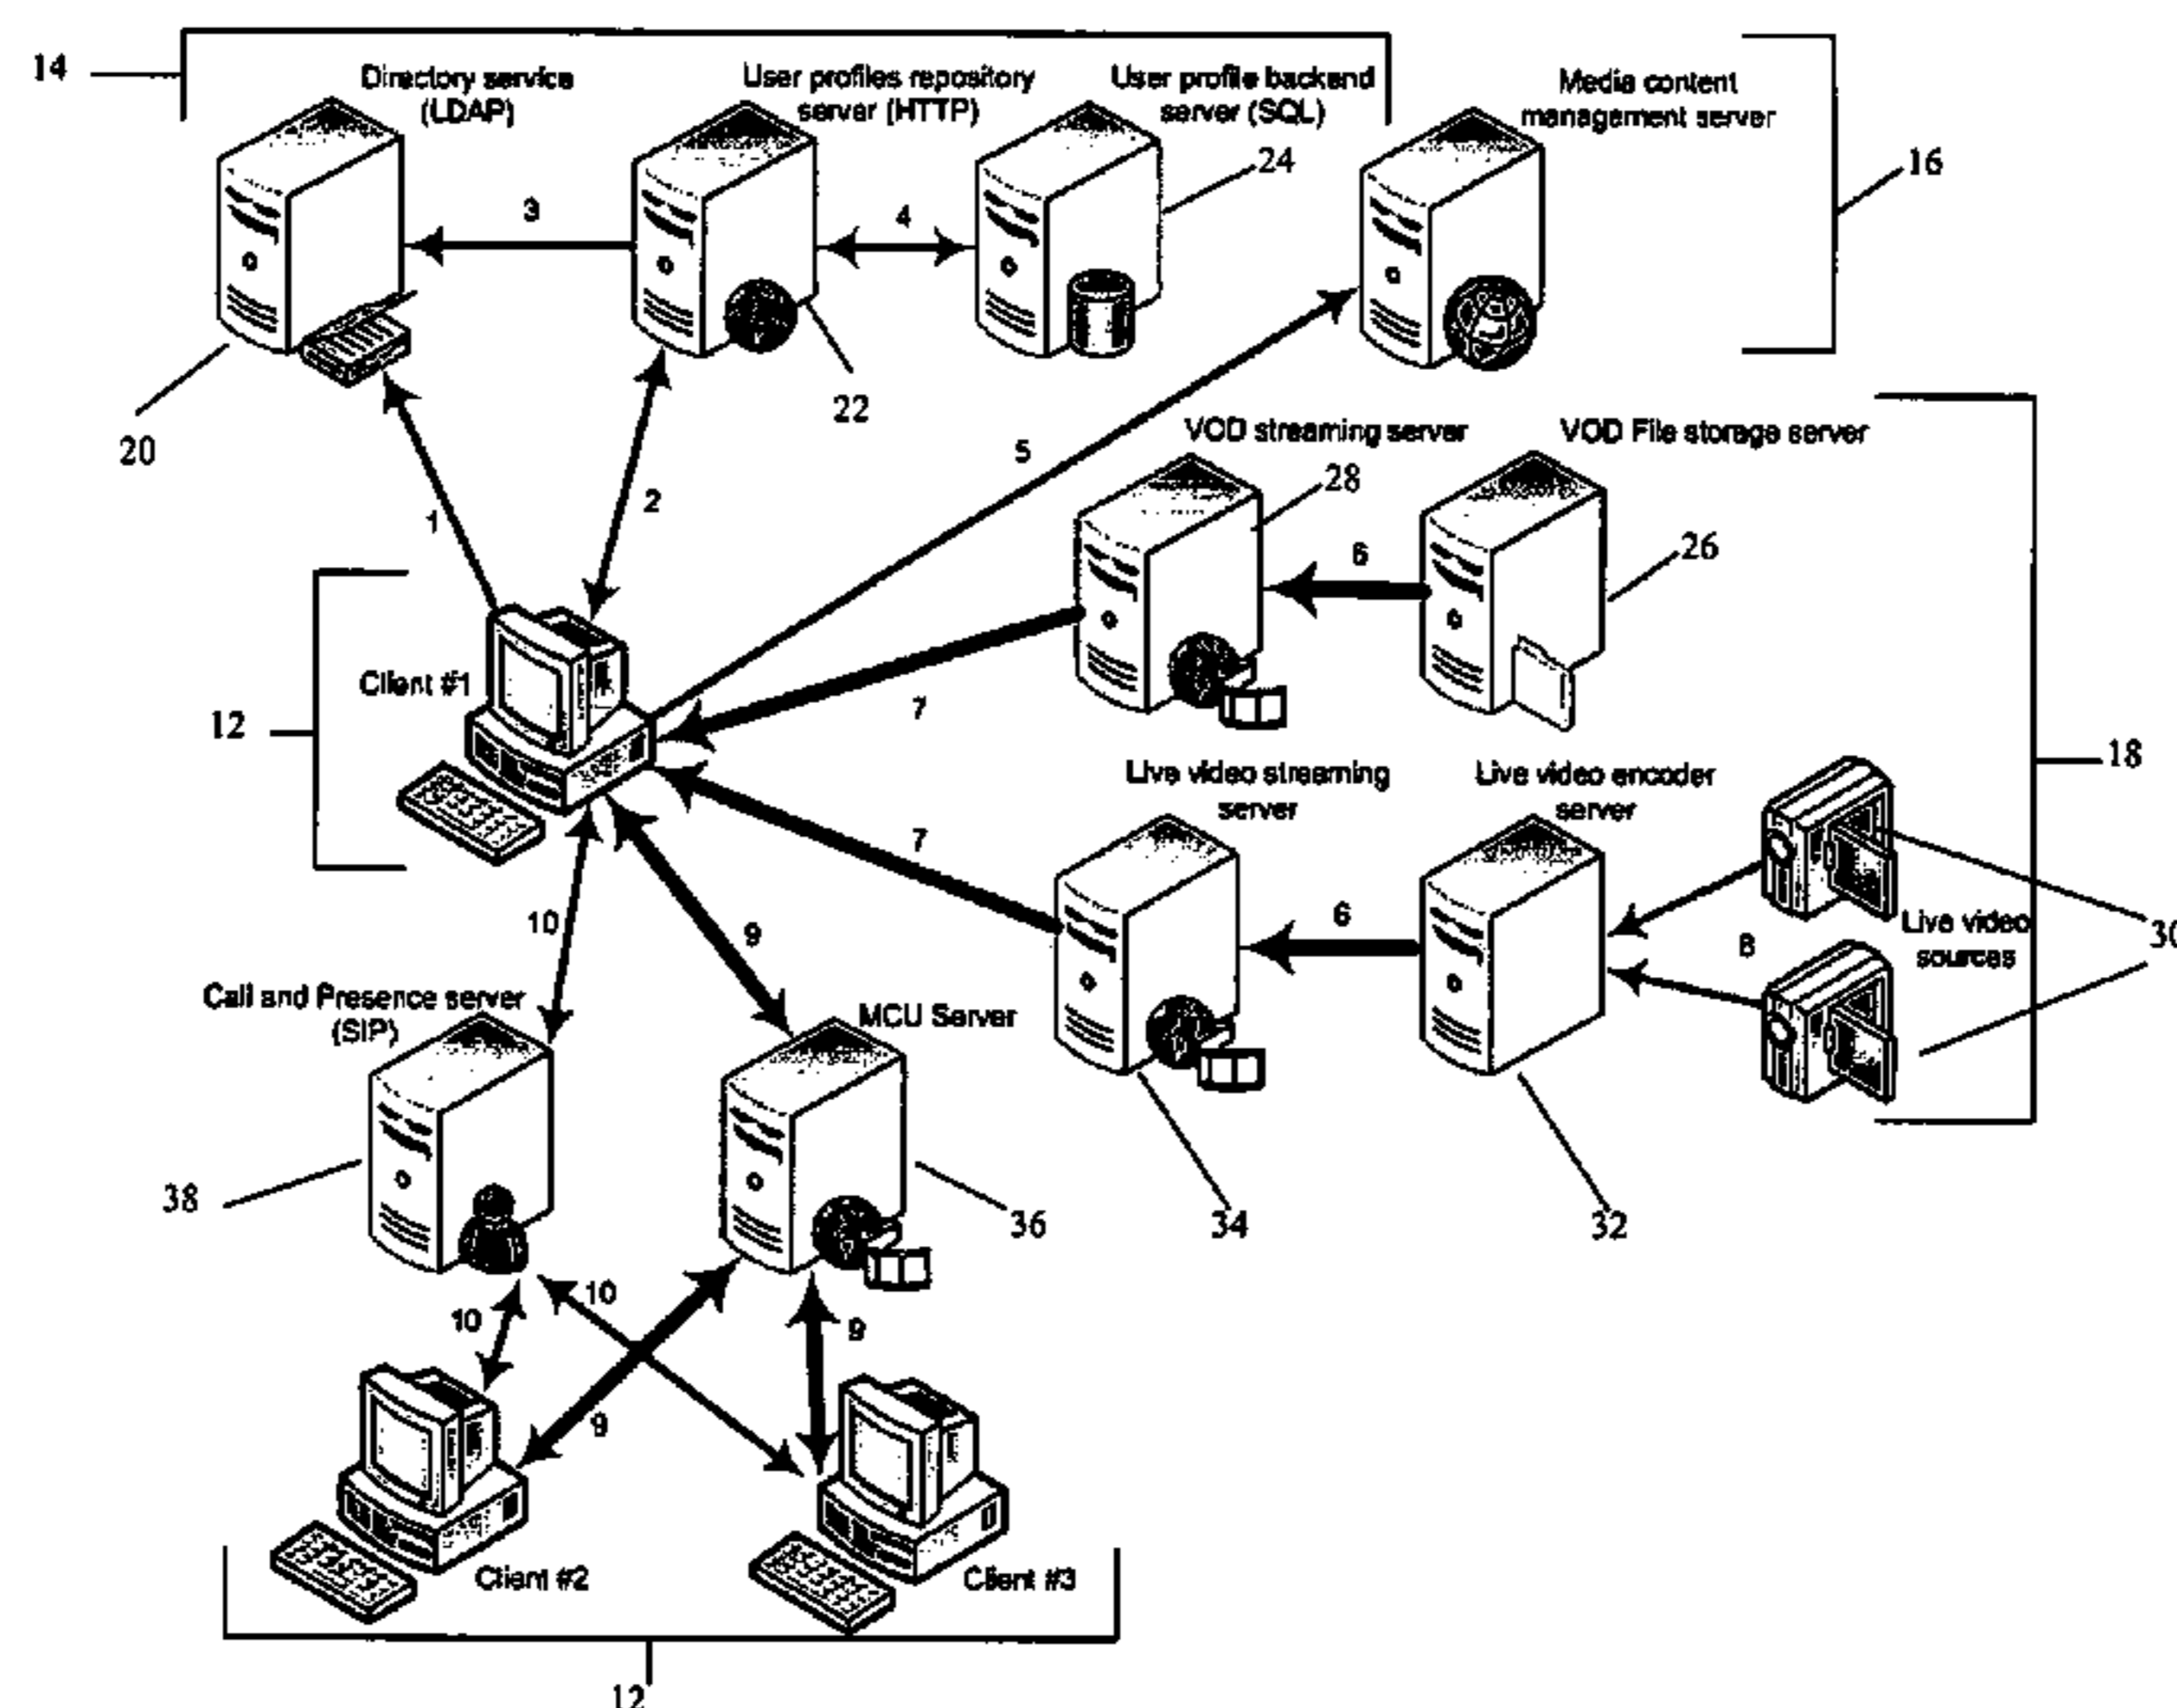 14
Directory service
(LDAP)
User profiles repository
server (HTTP)
User profile backend
server (SQL)
Media content
management server
24
16
3
4
22
20
VOD streaming server
VOD File storage server
5
28
2
1
6
26
Client #1
7
12
18
Live video streaming
server
Live video encoder
server
7
10
9
6
8
Live video
sources
30
Call and Presence server
(SIP)
MCU Server
38
36
34
32
10
10
9
9
Client #2
Client #3
12